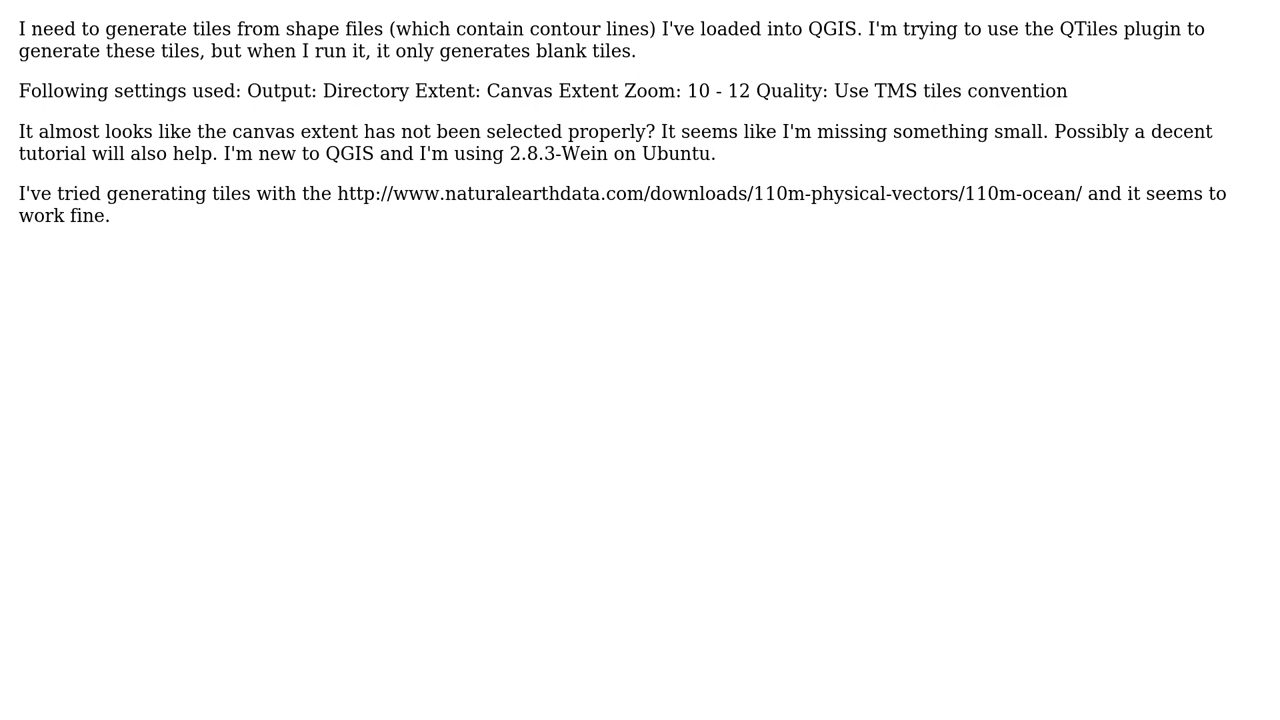 I need to generate tiles from shape files (which contain contour lines) I've loaded into QGIS. I'm trying to use the QTiles plugin to
generate these tiles, but when I run it, it only generates blank tiles.
Following settings used: Output: Directory Extent: Canvas Extent Zoom: 10 - 12 Quality: Use TMS tiles convention
It almost looks like the canvas extent has not been selected properly? It seems like I'm missing something small. Possibly a decent
tutorial will also help. I'm new to QGIS and I'm using 2.8.3-Wein on Ubuntu.
I've tried generating tiles with the http://www.naturalearthdata.com/downloads/110m-physical-vectors/110m-ocean/ and it seems to
work fine.